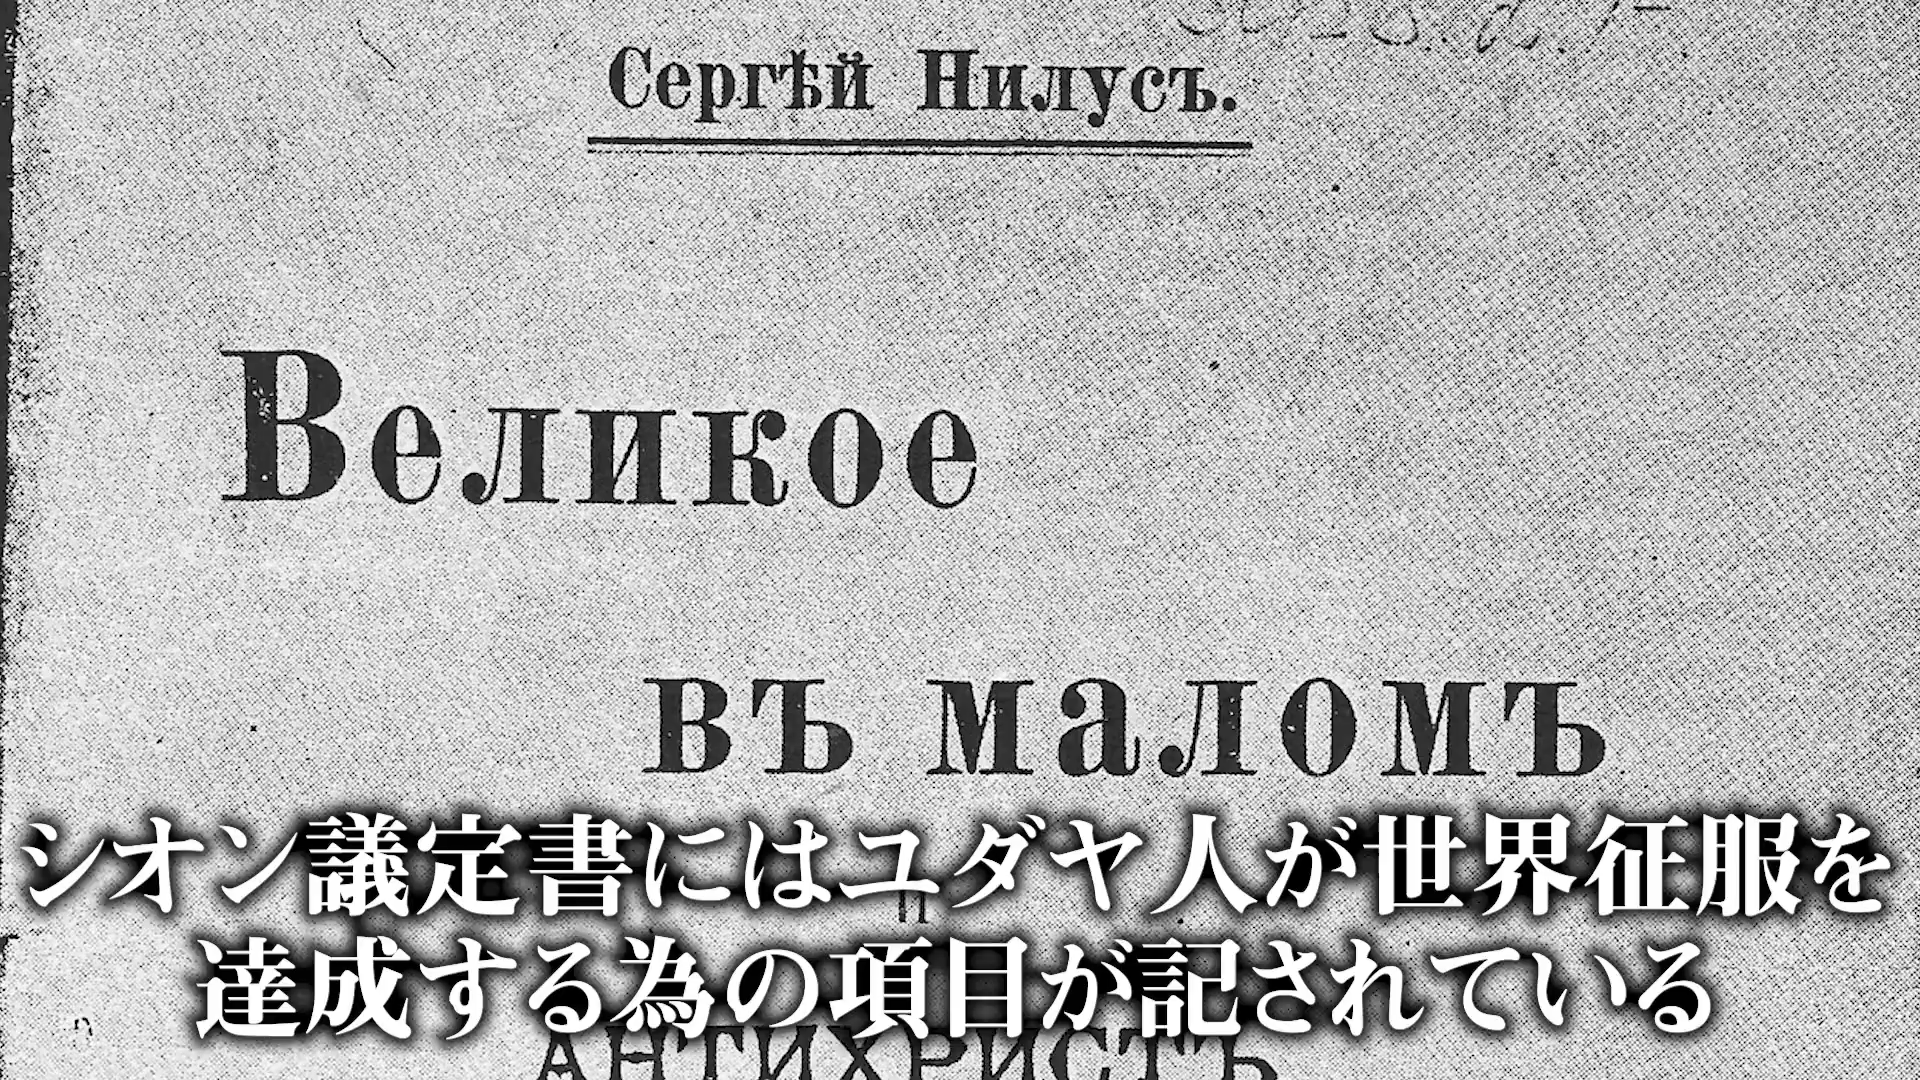 Сергѣй Нилусъ.
Великое
въ маломъ
シオン議定書にはユダヤ人が世界征服を
達成する為の項目が記されている
АНТИХРИСТЪ